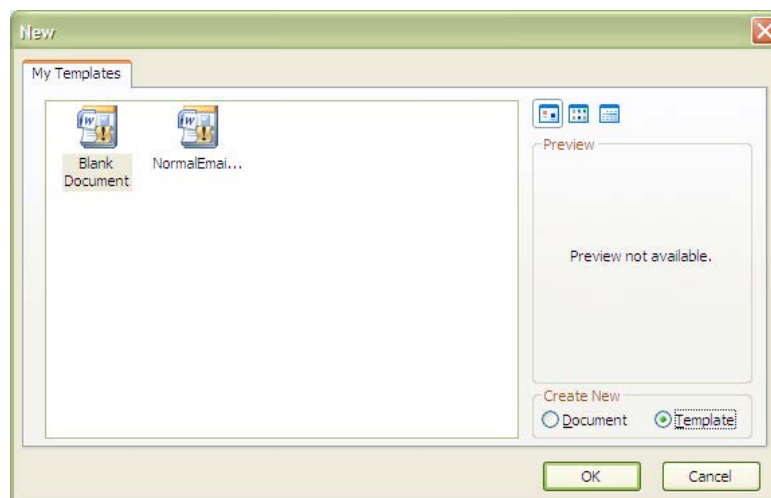 New
My Templates
Blank
Document
NormalEmai...
Preview
Preview not available.
Create New
Document
Template
OK
Cancel